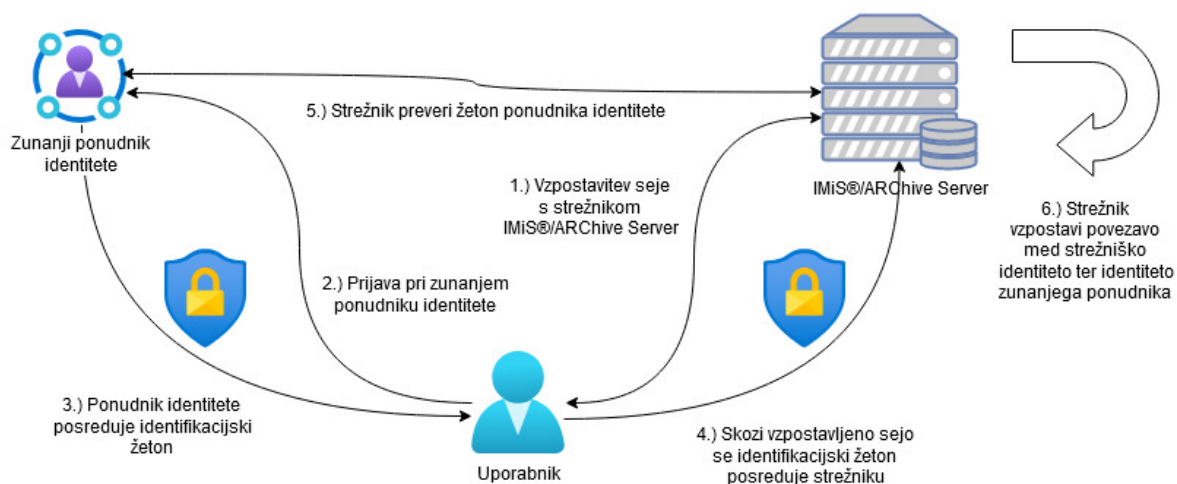 Zunanji ponudnik
identitete
5.) Strežnik preveri žeton ponudnika identitete
IMiS®/ARChive Server
1.) Vzpostavitev seje
s strežnikom
IMiS®/ARChive Server
6.) Strežnik
vzpostavi povezavo
med strežniško
identiteto ter identiteto
zunanjega ponudnika
2.) Prijava pri zunanjem
ponudniku identitete
3.) Ponudnik identitete
posreduje identifikacijski
žeton
Uporabnik
4.) Skozi vzpostavljeno sejo
se identifikacijski žeton
posreduje strežniku